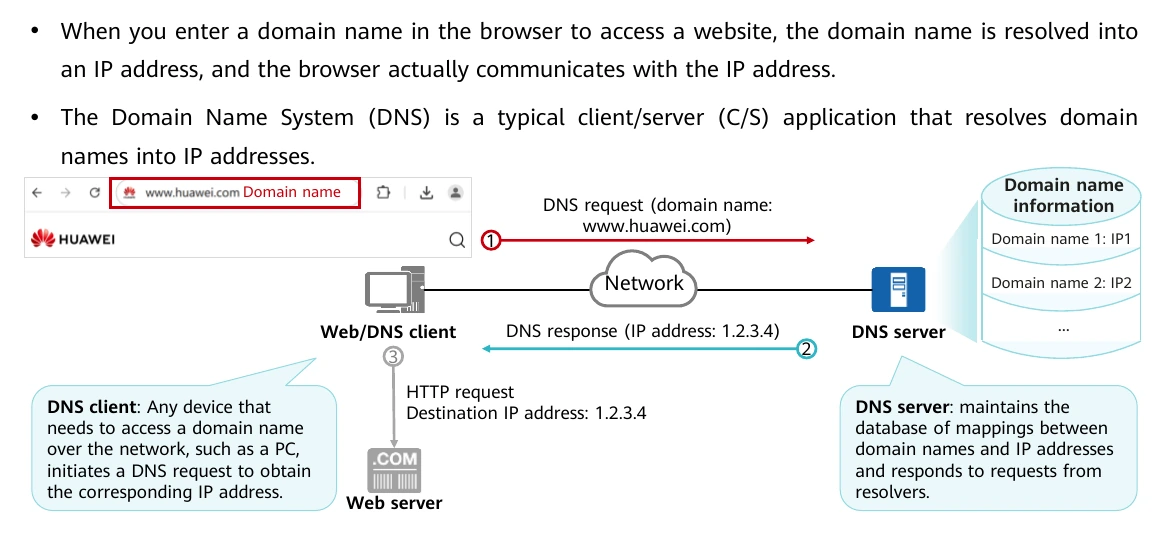 • When you enter a domain name in the browser to access a website, the domain name is resolved into
an IP address, and the browser actually communicates with the IP address.
• The Domain Name System (DNS) is a typical client/server (C/S) application that resolves domain
names into IP addresses.
www.huawei.com Domain name
HUAWEI
DNS request (domain name:
www.huawei.com)
1
Domain name
information
Domain name 1: IP1
Domain name 2: IP2
...
Network
Web/DNS client
DNS server
DNS response (IP address: 1.2.3.4)
2
3
HTTP request
Destination IP address: 1.2.3.4
.COM
Web server
DNS client: Any device that
needs to access a domain name
over the network, such as a PC,
initiates a DNS request to obtain
the corresponding IP address.
DNS server: maintains the
database of mappings between
domain names and IP addresses
and responds to requests from
resolvers.